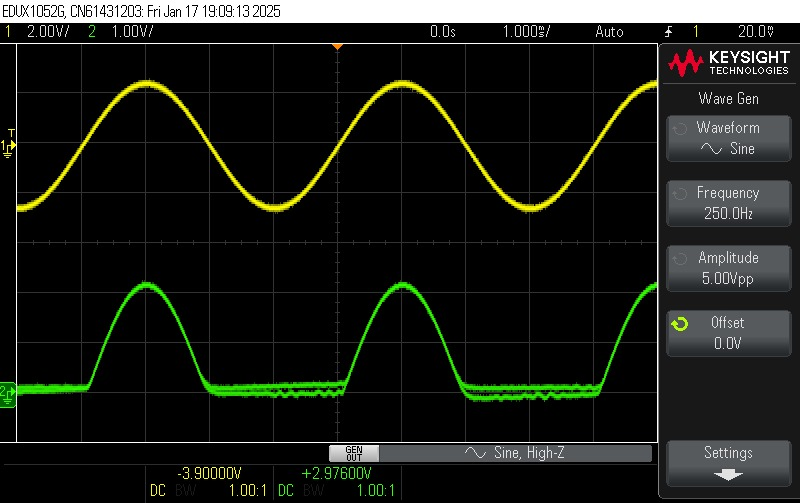 EDUX1052G, CN61431203: Fri Jan 17 19:09:13 2025
1 2.00V/ 2 1.00V/ 0.0s 1.000ms/ Auto 1 20.0mV
KEYSIGHT
TECHNOLOGIES
Wave Gen
Waveform
Sine
Frequency
250.0Hz
Amplitude
5.00Vpp
Offset
0.0V
T
1
2
GEN
OUT
Sine, High-Z
Settings
-3.90000V +2.97600V
DC BW 1.00:1 DC BW 1.00:1